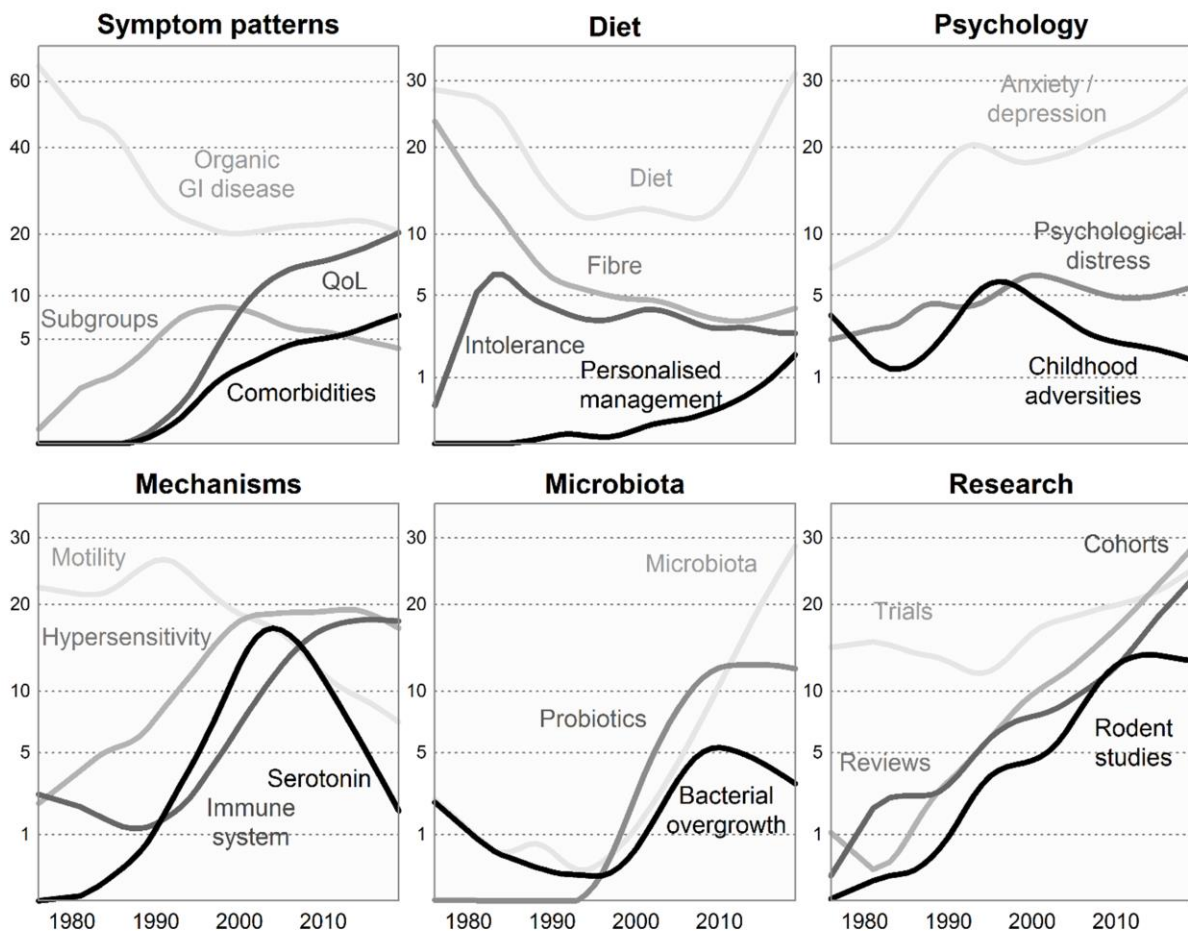 Symptom patterns
60
40
20
10
5
Organic
GI disease
QoL
Subgroups
Comorbidities
Diet
30
20
10
5
1
Diet
Fibre
Intolerance
Personalised
management
Psychology
30
20
10
5
1
Anxiety /
depression
Psychological
distress
Childhood
adversities
Mechanisms
30
20
10
5
1
Motility
Hypersensitivity
Serotonin
Immune
system
1980 1990 2000 2010
Microbiota
30
20
10
5
1
Microbiota
Probiotics
Bacterial
overgrowth
1980 1990 2000 2010
Research
30
20
10
5
1
Cohorts
Trials
Reviews
Rodent
studies
1980 1990 2000 2010